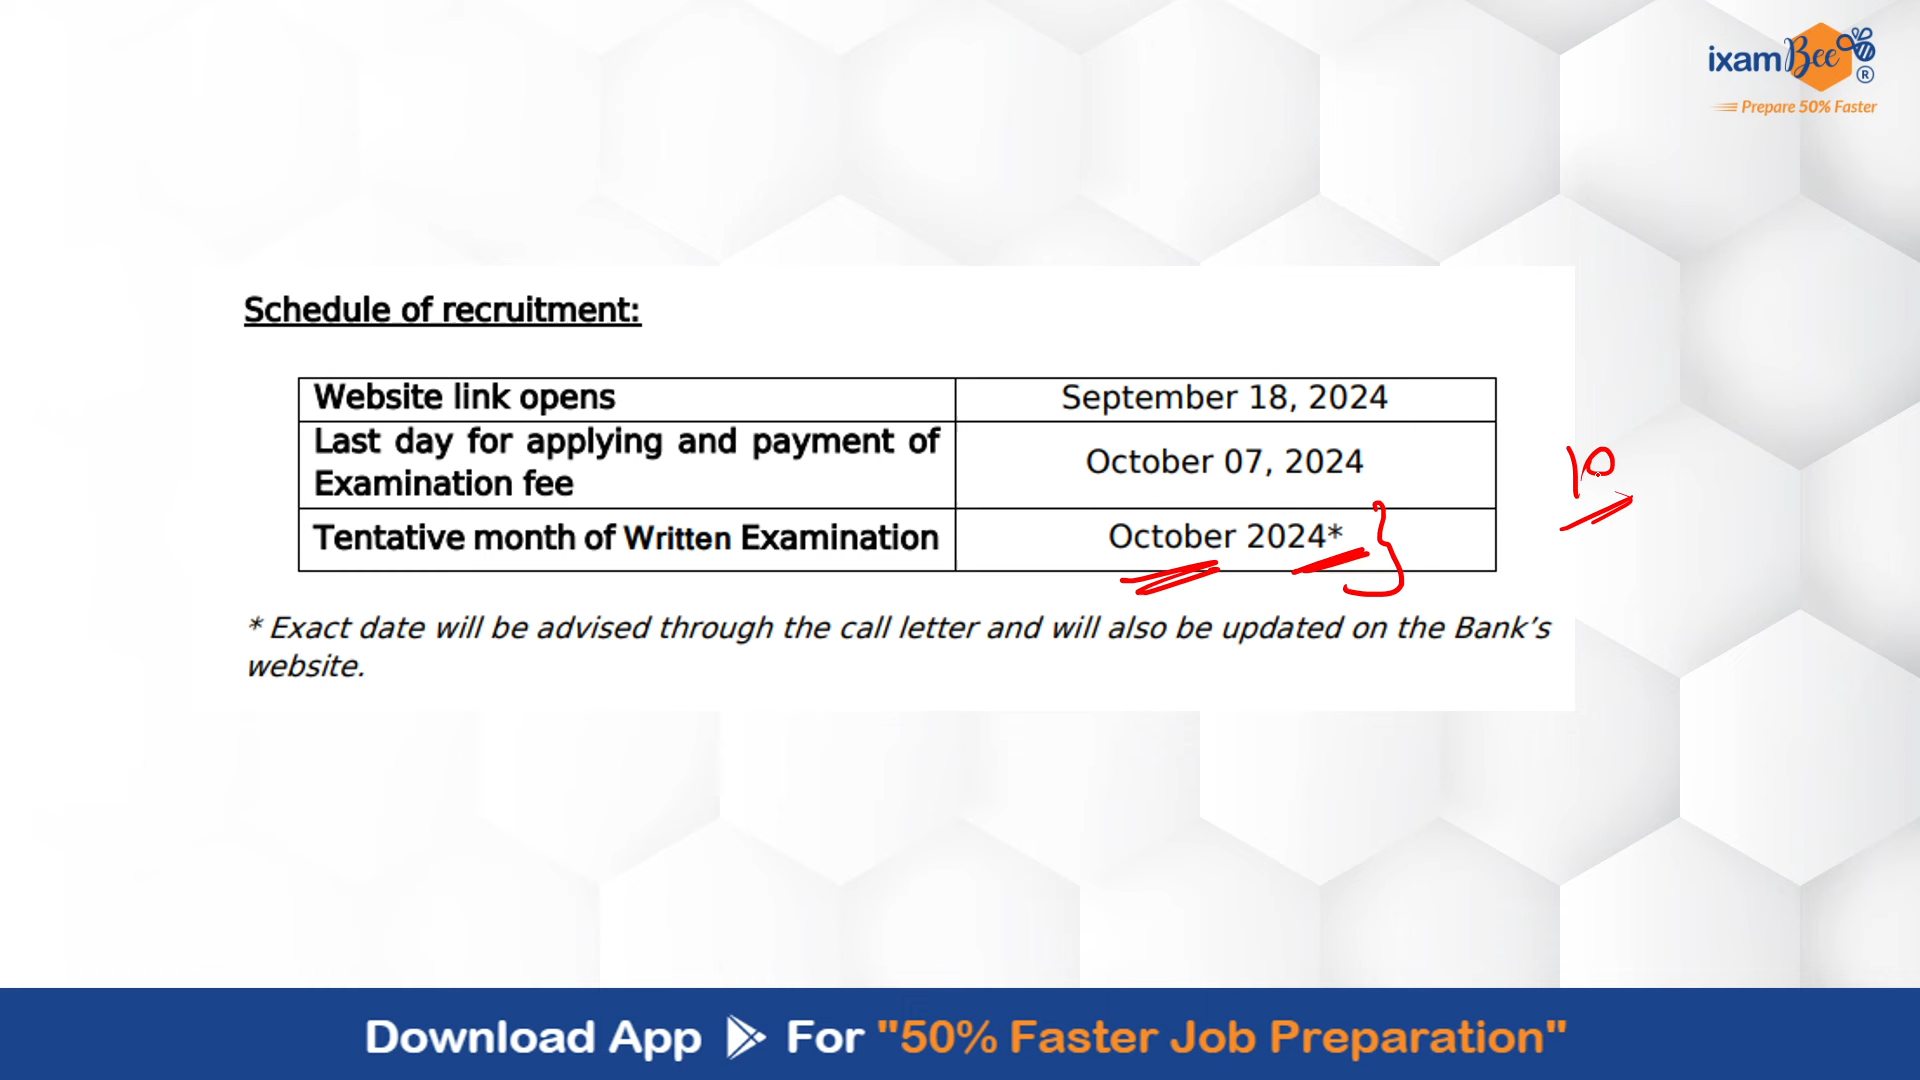 ixamBee®
Prepare 50% Faster
Schedule of recruitment:
Website link opens September 18, 2024
Last day for applying and payment of
Examination fee October 07, 2024
Tentative month of Written Examination October 2024*
10
* Exact date will be advised through the call letter and will also be updated on the Bank’s
website.
Download App For "50% Faster Job Preparation"